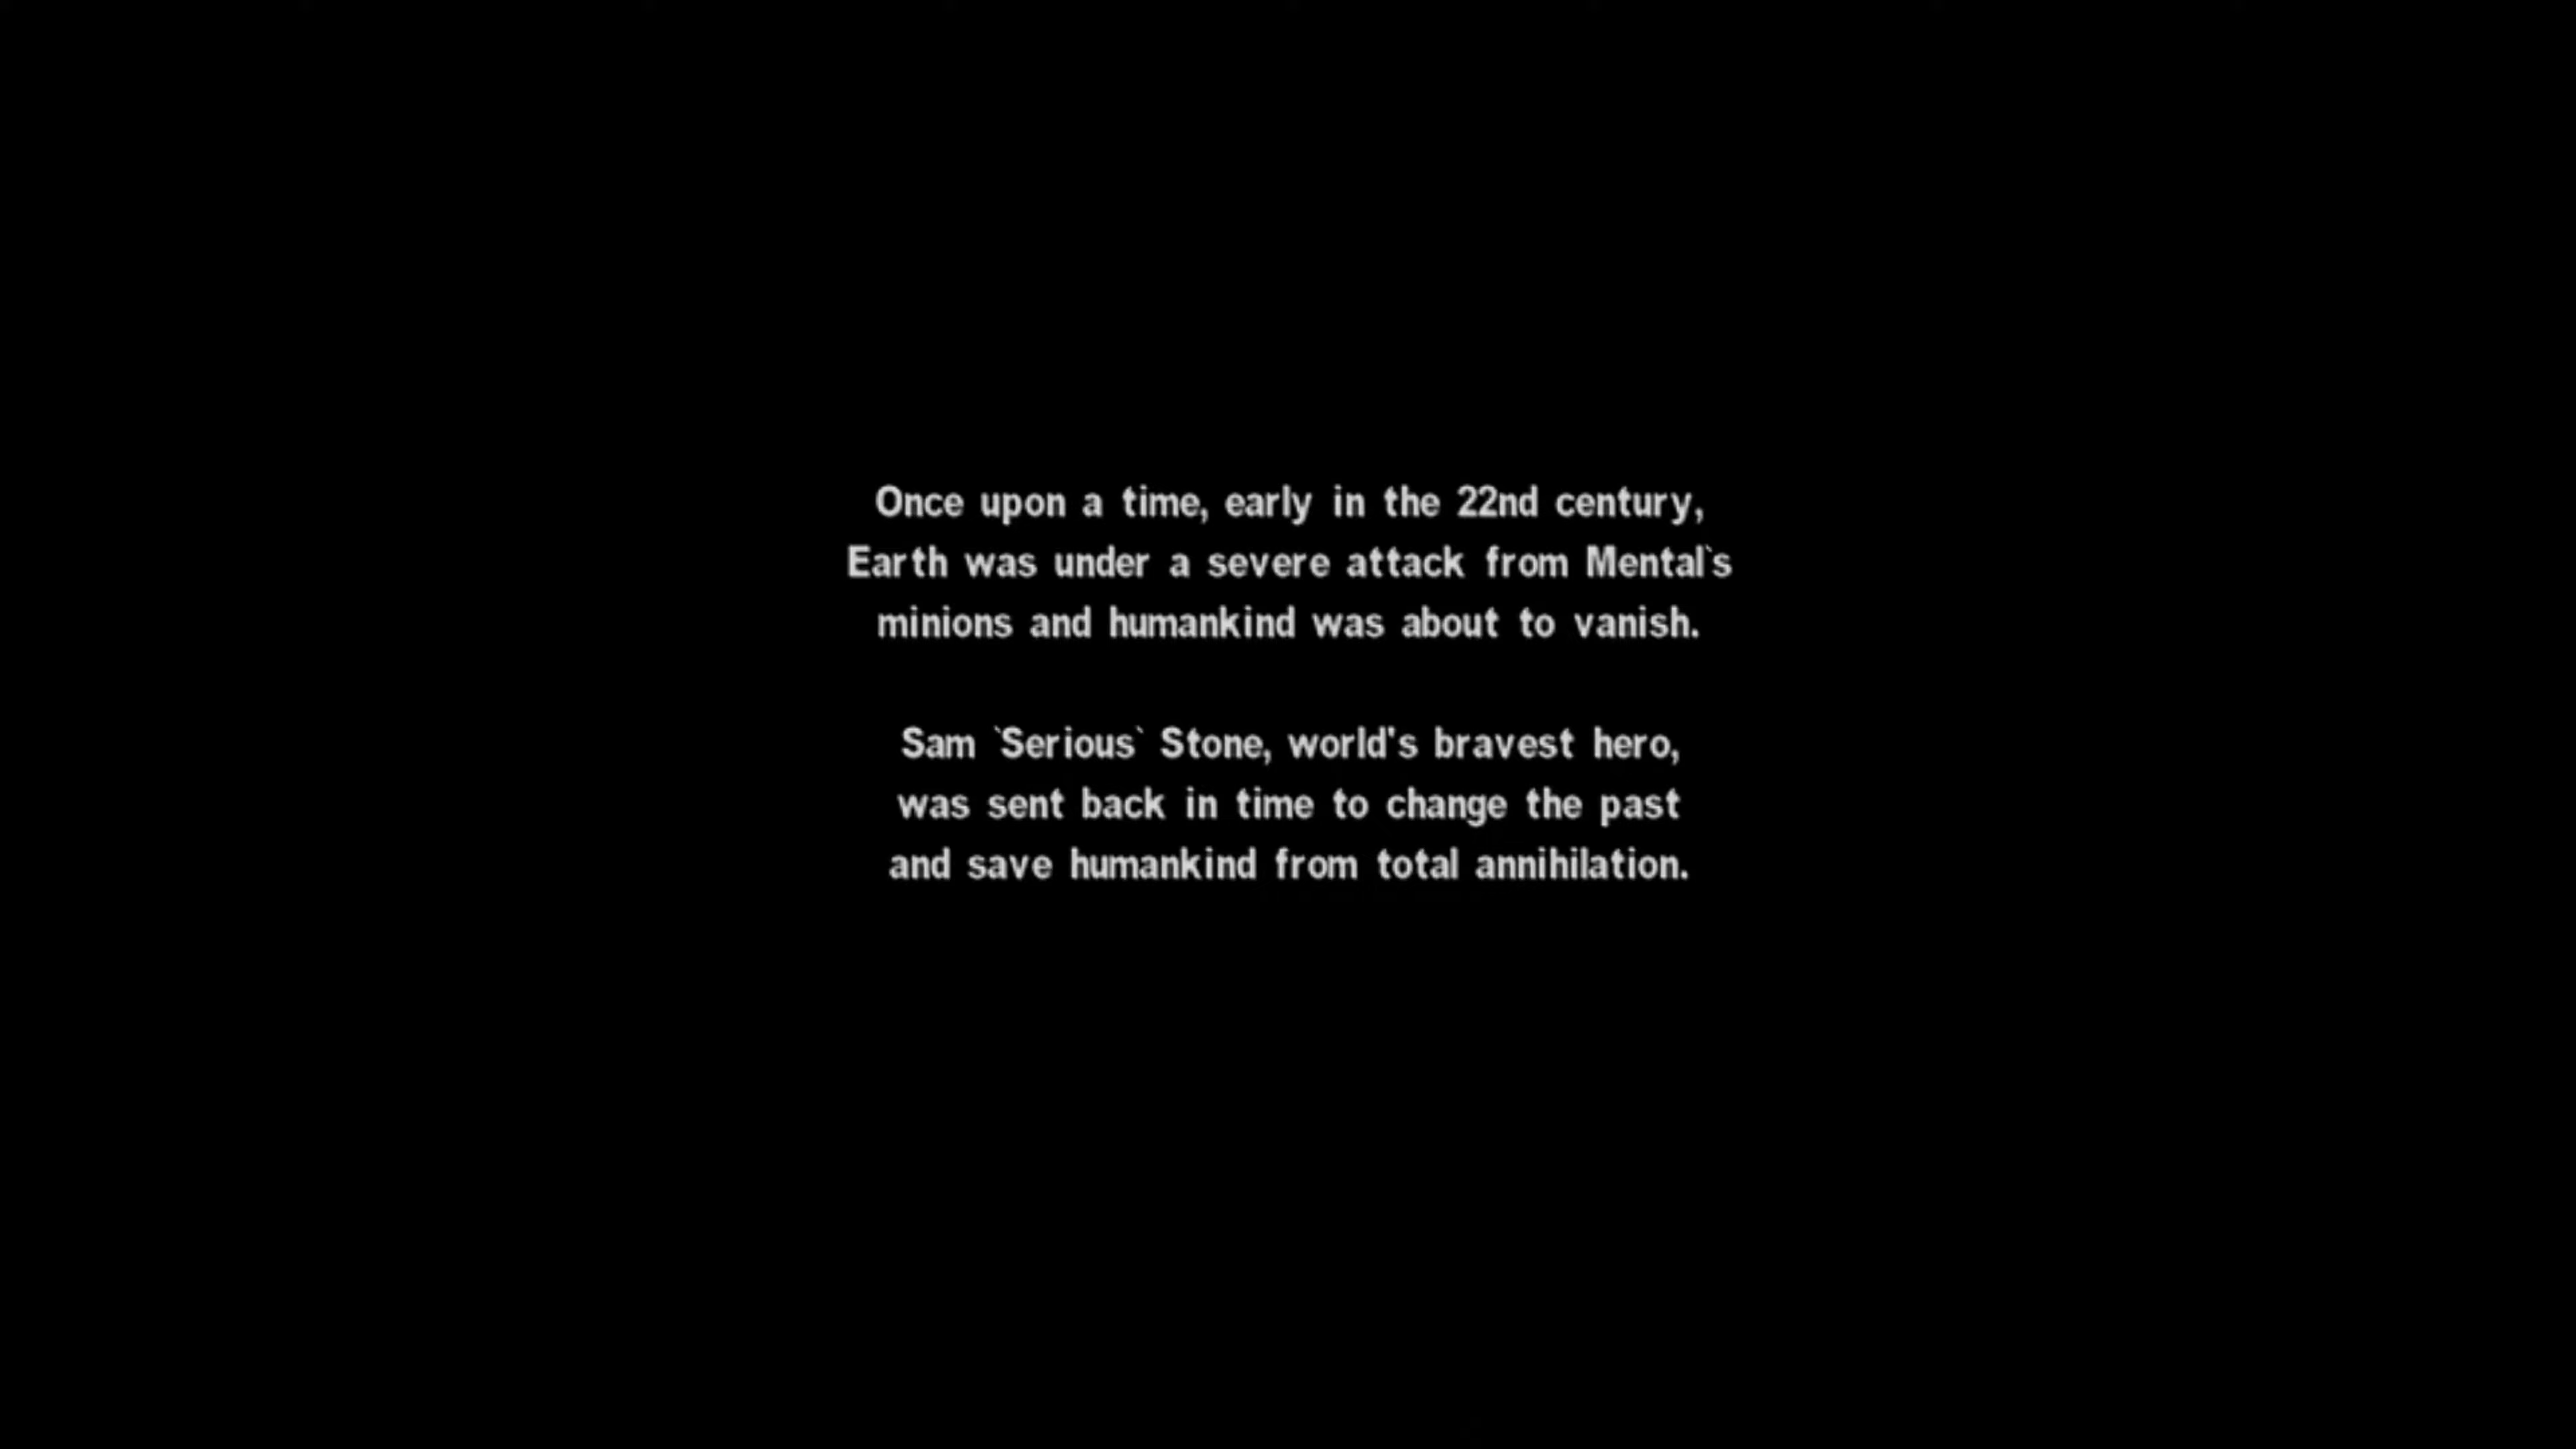 Once upon a time, early in the 22nd century,
Earth was under a severe attack from Mental`s
minions and humankind was about to vanish.
Sam `Serious` Stone, world's bravest hero,
was sent back in time to change the past
and save humankind from total annihilation.